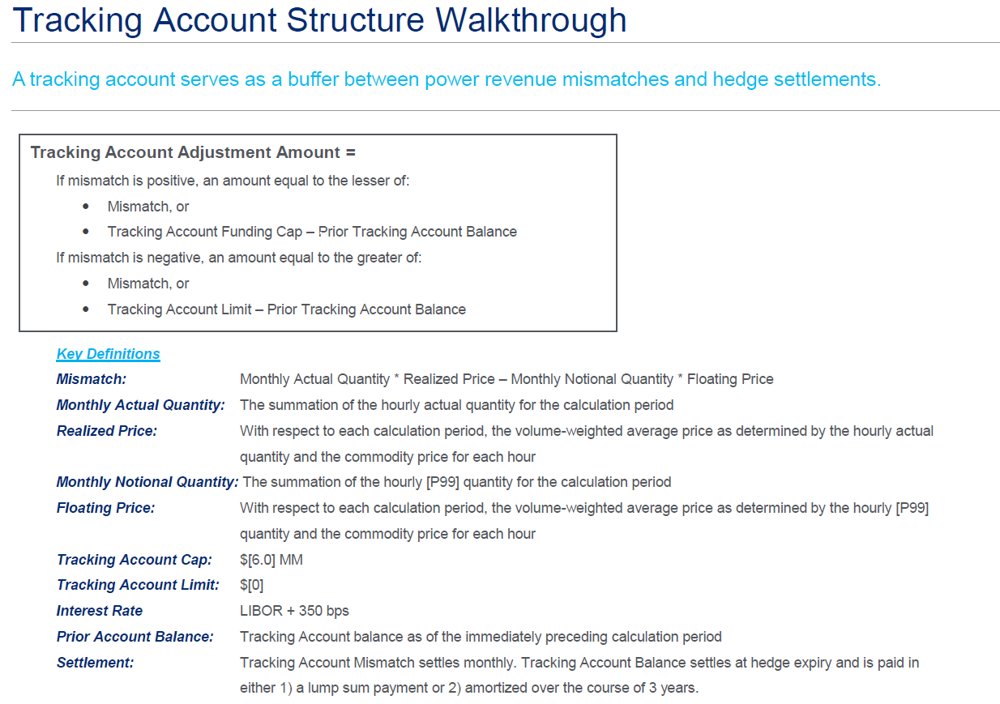 Tracking Account Structure Walkthrough
A tracking account serves as a buffer between power revenue mismatches and hedge settlements.
Tracking Account Adjustment Amount =
If mismatch is positive, an amount equal to the lesser of:
• Mismatch, or
• Tracking Account Funding Cap – Prior Tracking Account Balance
If mismatch is negative, an amount equal to the greater of:
• Mismatch, or
• Tracking Account Limit – Prior Tracking Account Balance
Key Definitions
Mismatch: Monthly Actual Quantity * Realized Price – Monthly Notional Quantity * Floating Price
Monthly Actual Quantity: The summation of the hourly actual quantity for the calculation period
Realized Price: With respect to each calculation period, the volume-weighted average price as determined by the hourly actual
quantity and the commodity price for each hour
Monthly Notional Quantity: The summation of the hourly [P99] quantity for the calculation period
Floating Price: With respect to each calculation period, the volume-weighted average price as determined by the hourly [P99]
quantity and the commodity price for each hour
Tracking Account Cap: $[6.0] MM
Tracking Account Limit: $[0]
Interest Rate LIBOR + 350 bps
Prior Account Balance: Tracking Account balance as of the immediately preceding calculation period
Settlement: Tracking Account Mismatch settles monthly. Tracking Account Balance settles at hedge expiry and is paid in
either 1) a lump sum payment or 2) amortized over the course of 3 years.